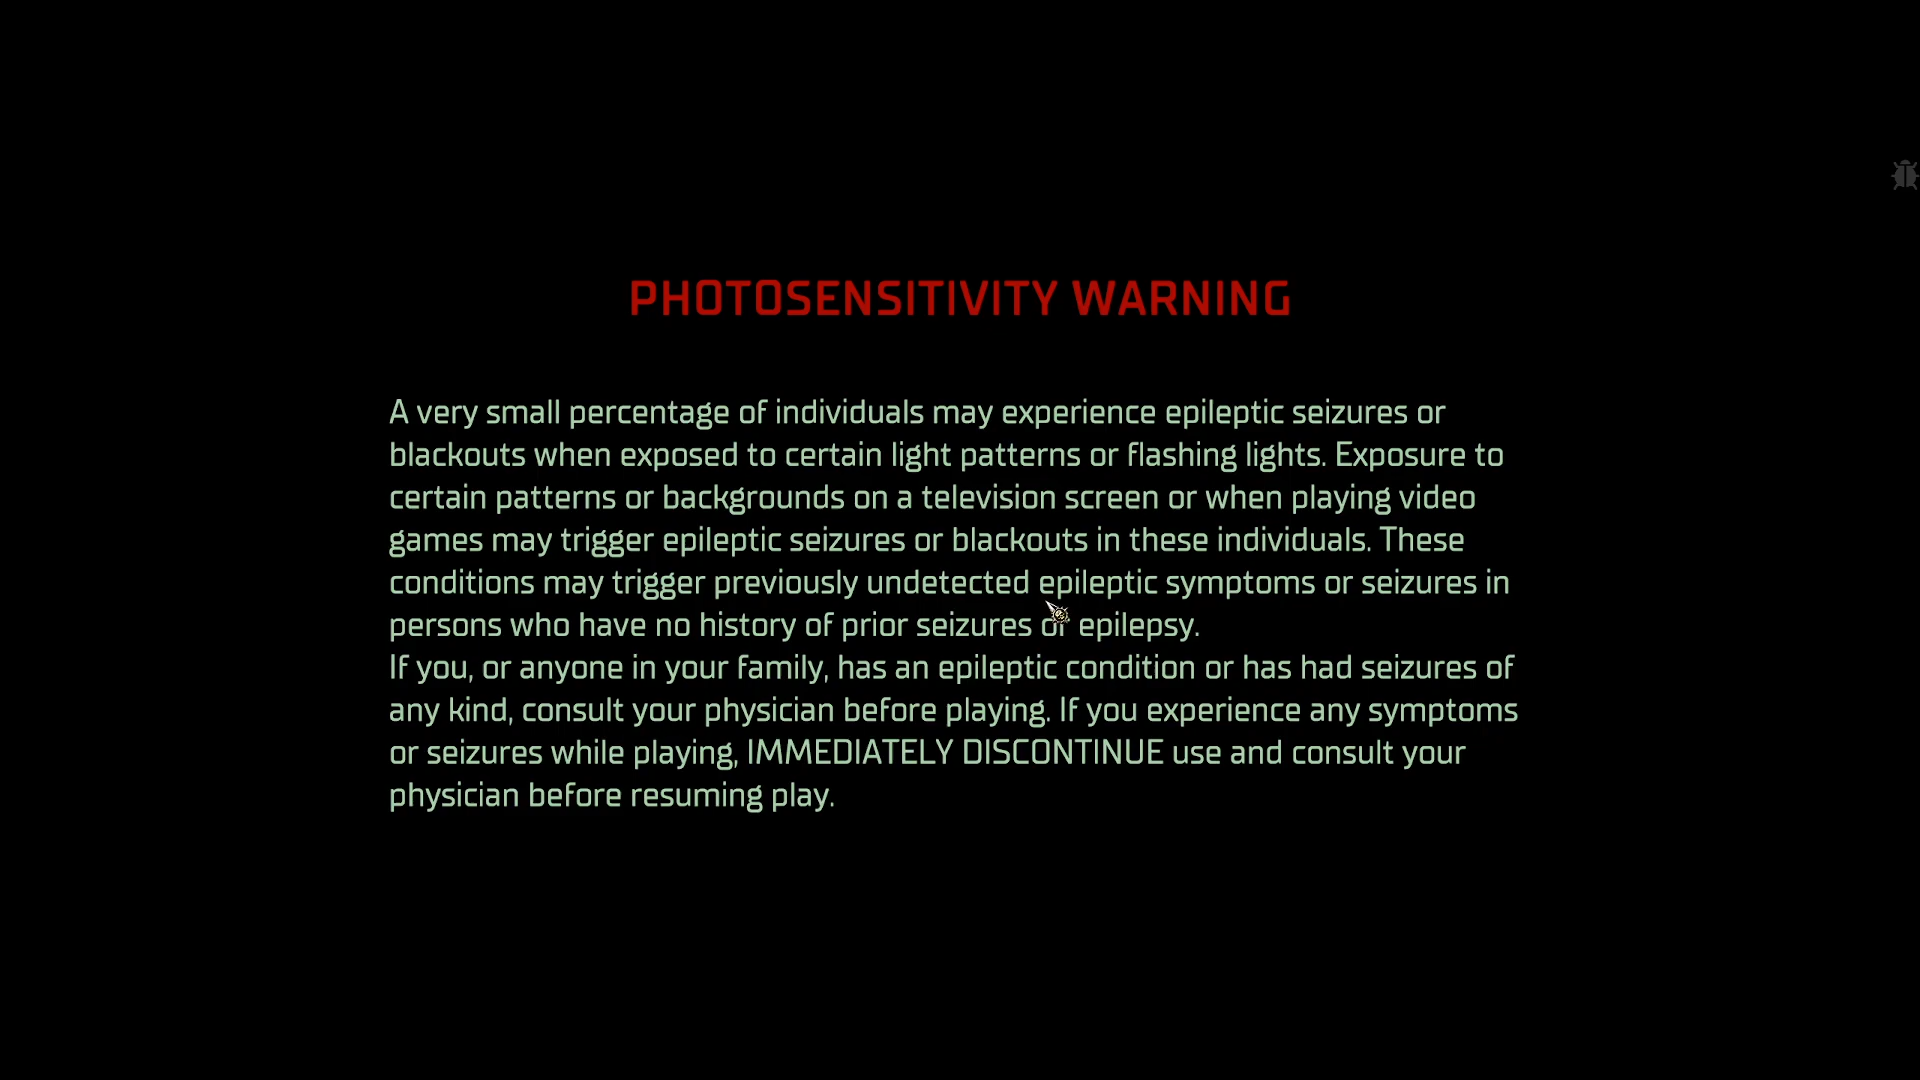 PHOTOSENSITIVITY WARNING
A very small percentage of individuals may experience epileptic seizures or
blackouts when exposed to certain light patterns or flashing lights. Exposure to
certain patterns or backgrounds on a television screen or when playing video
games may trigger epileptic seizures or blackouts in these individuals. These
conditions may trigger previously undetected epileptic symptoms or seizures in
persons who have no history of prior seizures or epilepsy.
If you, or anyone in your family, has an epileptic condition or has had seizures of
any kind, consult your physician before playing. If you experience any symptoms
or seizures while playing, IMMEDIATELY DISCONTINUE use and consult your
physician before resuming play.